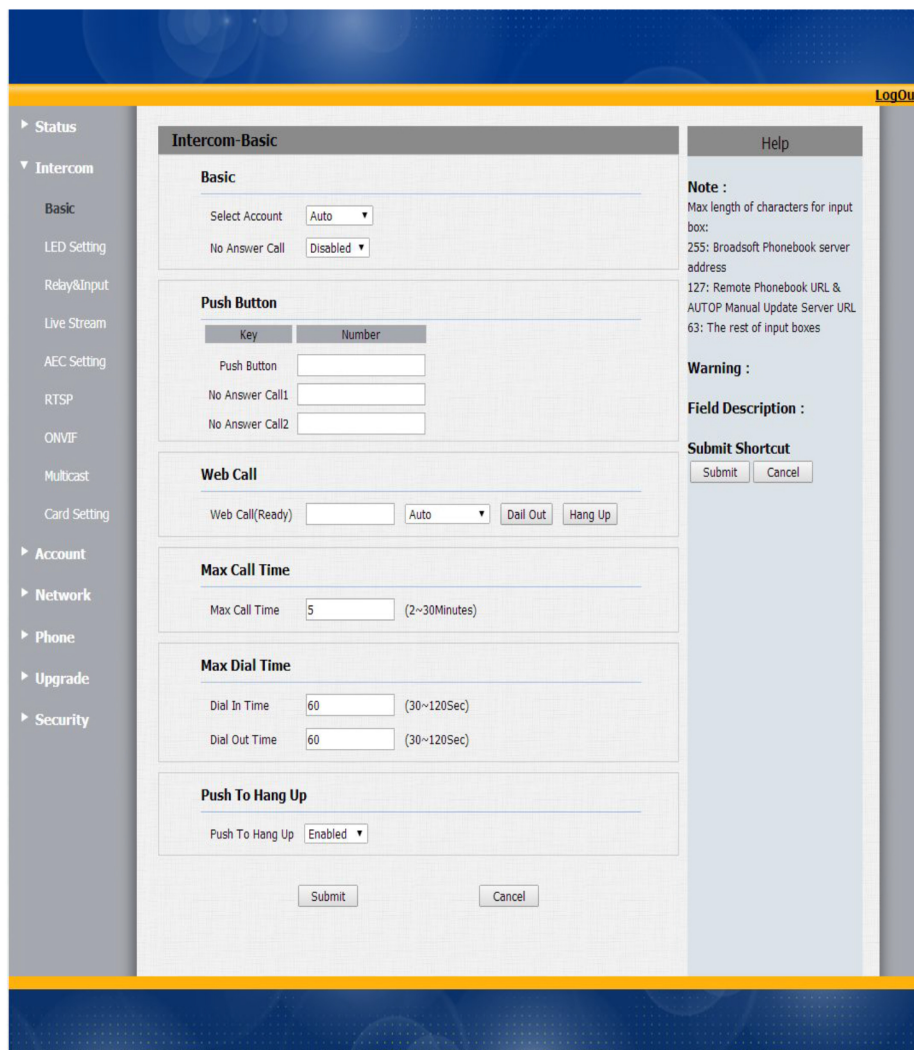 LogOu
Status
Intercom
Basic
LED Setting
Relay&Input
Live Stream
AEC Setting
RTSP
ONVIF
Multicast
Card Setting
Account
Network
Phone
Upgrade
Security
Intercom-Basic
Basic
Select Account Auto
No Answer Call Disabled
Push Button
Key Number
Push Button
No Answer Call1
No Answer Call2
Web Call
Web Call(Ready) Auto Dail Out Hang Up
Max Call Time
Max Call Time 5 (2~30Minutes)
Max Dial Time
Dial In Time 60 (30~120Sec)
Dial Out Time 60 (30~120Sec)
Push To Hang Up
Push To Hang Up Enabled
Submit Cancel
Help
Note :
Max length of characters for input
box:
255: Broadsoft Phonebook server
address
127: Remote Phonebook URL &
AUTOP Manual Update Server URL
63: The rest of input boxes
Warning :
Field Description :
Submit Shortcut
Submit Cancel